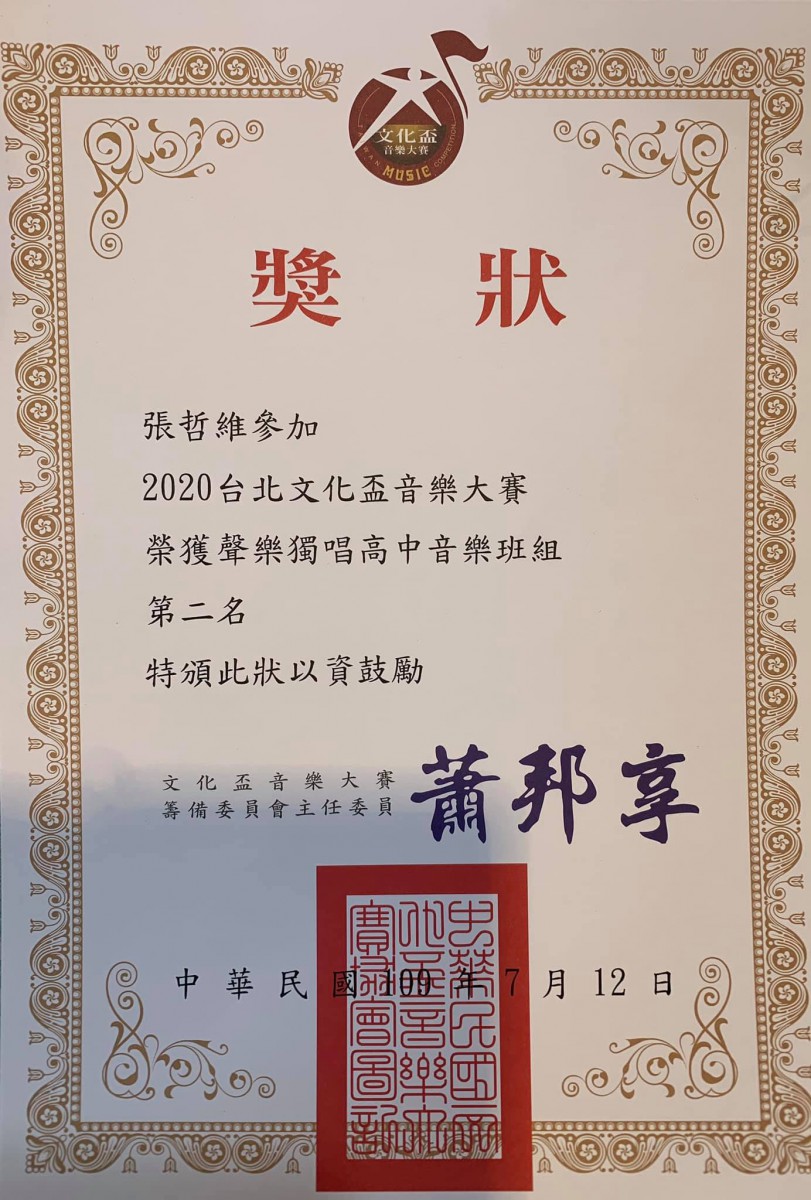 文化盃
音樂大賽
TAIWAN MUSIC COMPETITION
獎狀
張哲維參加
2020台北文化盃音樂大賽
榮獲聲樂獨唱高中音樂班組
第二名
特頒此狀以資鼓勵
文化盃音樂大賽
籌備委員會主任委員
蕭邦享
中華民國109年7月12日